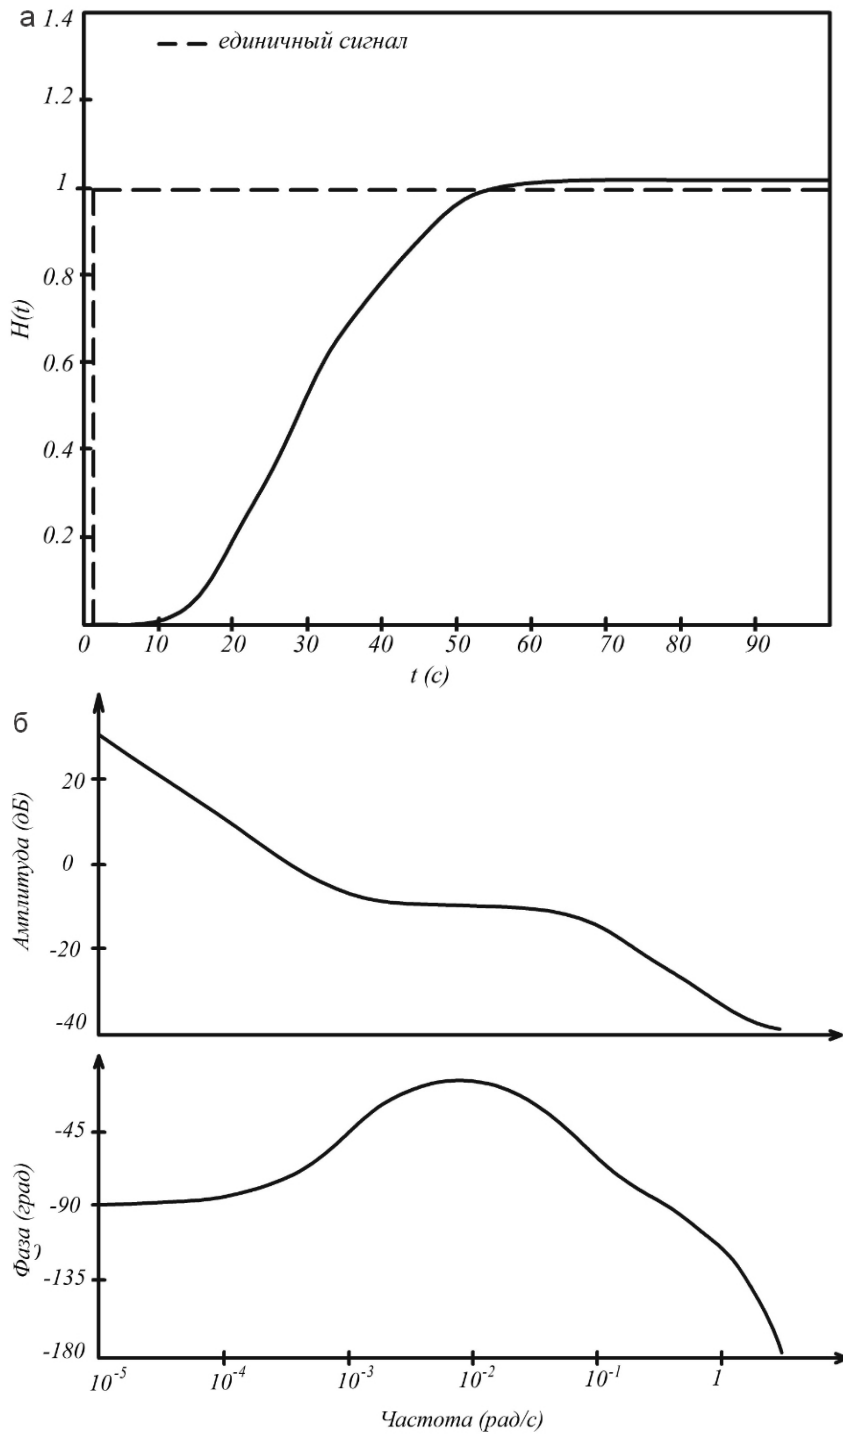 а
1.4
единичный сигнал
1.2
1
0.8
H(t)
0.6
0.4
0.2
0 10 20 30 40 50 60 70 80 90
t (с)
б
20
0
-20
-40
Амплитуда (дБ)
-45
-90
-135
-180
Фаза (град)
10-5 10-4 10-3 10-2 10-1 1
Частота (рад/с)